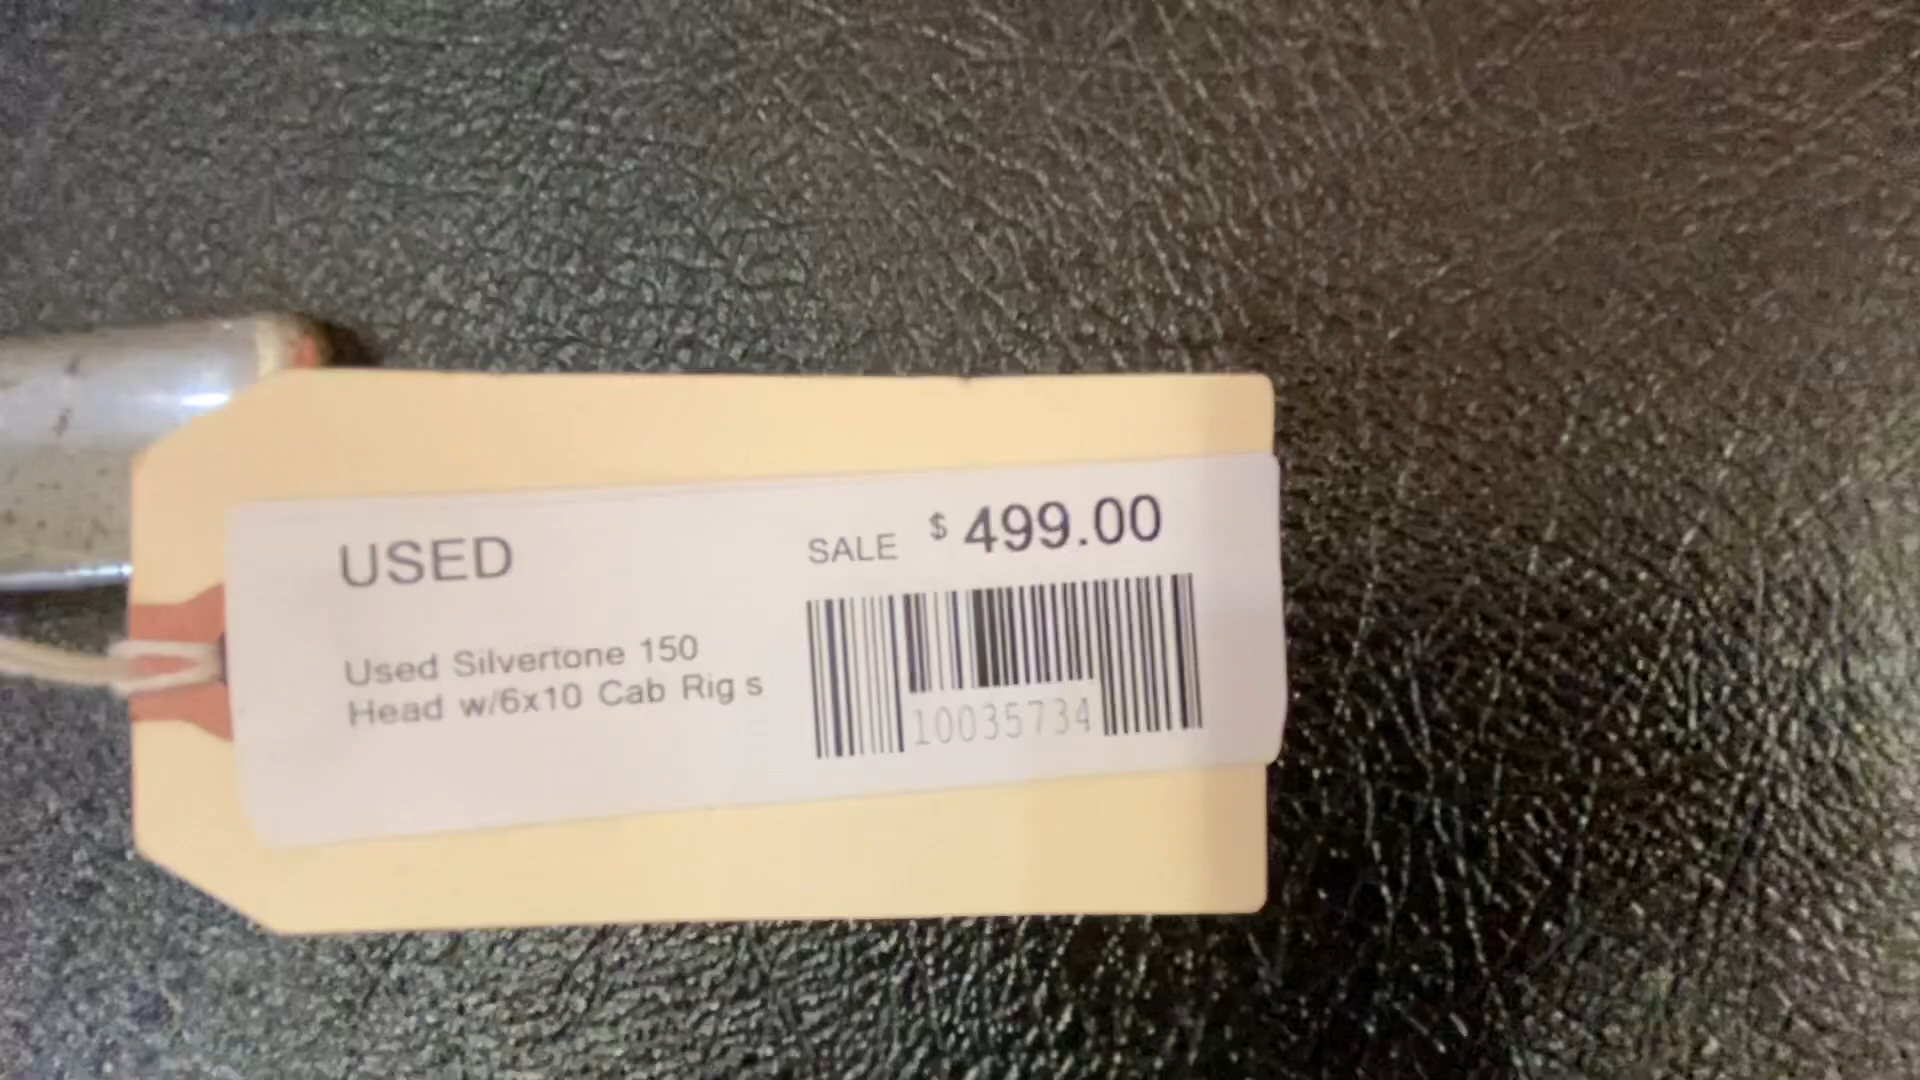 USED
SALE $ 499.00
Used Silvertone 150
Head w/6x10 Cab Rig s
10035734